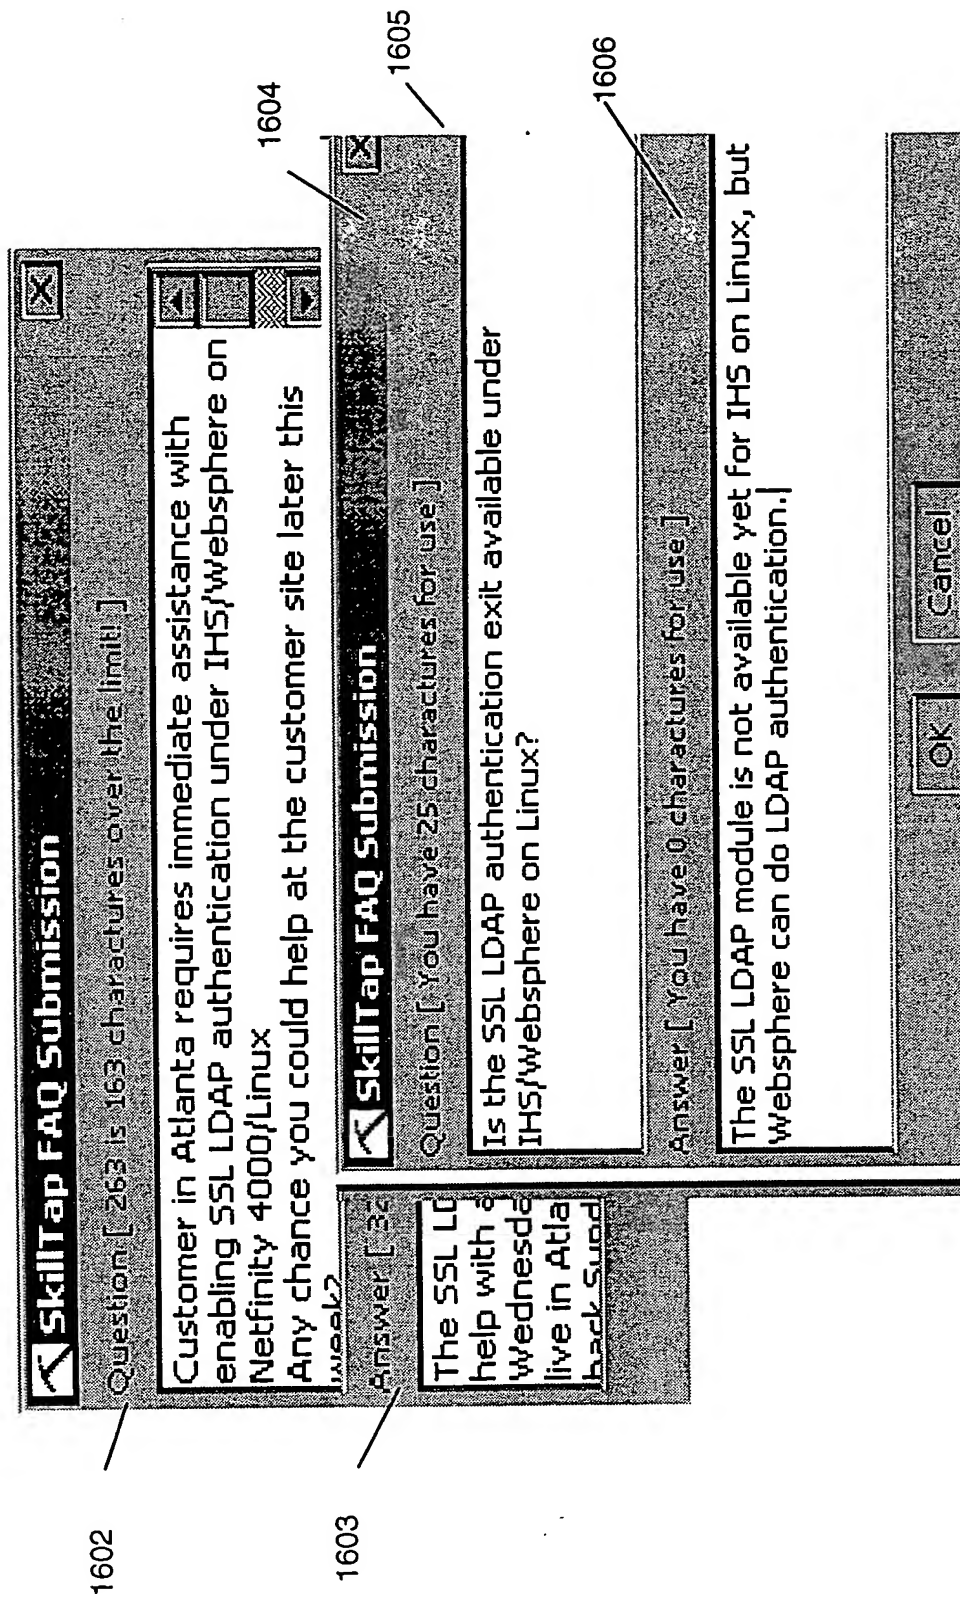 SkillTap FAQ Submission
Question [ 263 is 163 charactures over the limit! ]
Customer in Atlanta requires immediate assistance with
enabling SSL LDAP authentication under IHS/Websphere on
Netfinity 4000/Linux
Any chance you could help at the customer site later this
week?
Answer [ 32
The SSL LD
help with a
Wednesda
live in Atla
back Supp
SkillTap FAQ Submission
Question [ You have 25 charactures for use ]
Is the SSL LDAP authentication exit available under
IHS/Websphere on Linux?
Answer [ You have 0 charactures for use ]
The SSL LDAP module is not available yet for IHS on Linux, but
Websphere can do LDAP authentication.
OK
Cancel
1602
1603
1604
1605
1606